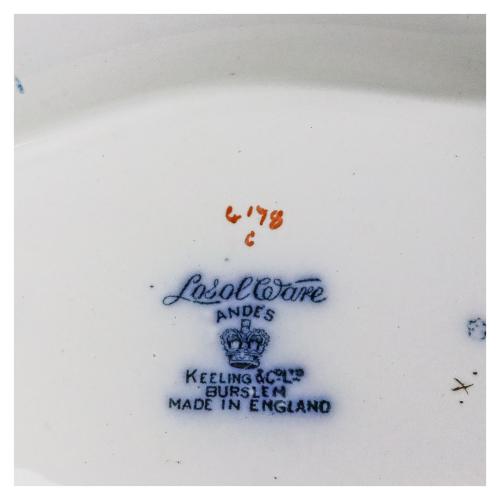 4178
C
Losol Ware
ANDES
KEELING & Co LTD
BURSLEM
MADE IN ENGLAND